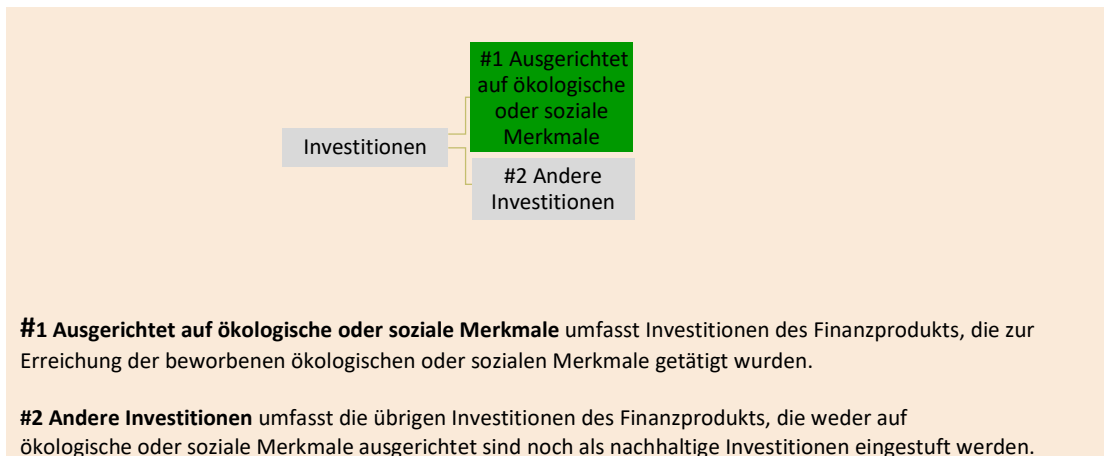 #1 Ausgerichtet
auf ökologische
oder soziale
Merkmale
Investitionen
#2 Andere
Investitionen
#1 Ausgerichtet auf ökologische oder soziale Merkmale umfasst Investitionen des Finanzprodukts, die zur
Erreichung der beworbenen ökologischen oder sozialen Merkmale getätigt wurden.
#2 Andere Investitionen umfasst die übrigen Investitionen des Finanzprodukts, die weder auf
ökologische oder soziale Merkmale ausgerichtet sind noch als nachhaltige Investitionen eingestuft werden.